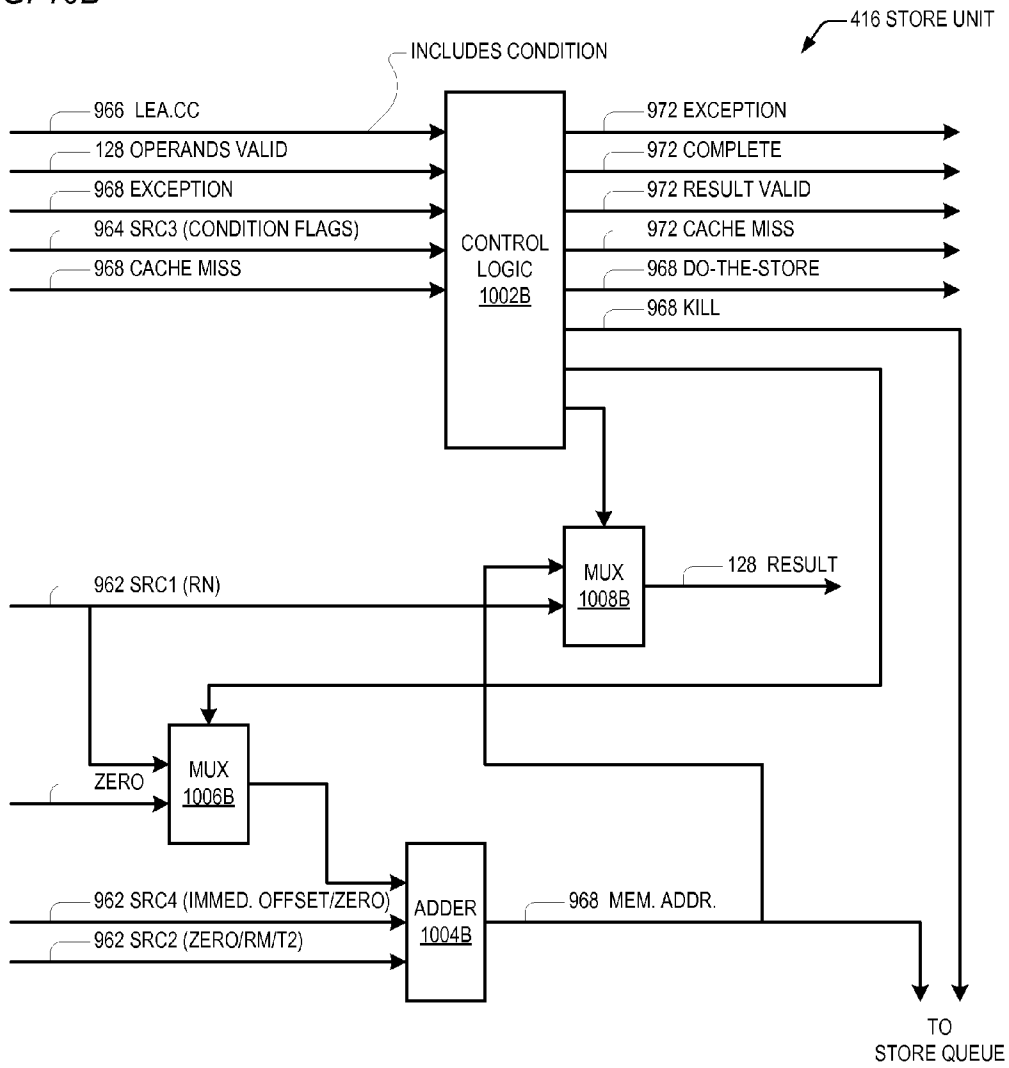 416 STORE UNIT
INCLUDES CONDITION
966 LEA.CC
128 OPERANDS VALID
968 EXCEPTION
964 SRC3 (CONDITION FLAGS)
968 CACHE MISS
CONTROL
LOGIC
1002B
972 EXCEPTION
972 COMPLETE
972 RESULT VALID
972 CACHE MISS
968 DO-THE-STORE
968 KILL
962 SRC1 (RN)
MUX
1008B
128 RESULT
ZERO
MUX
1006B
962 SRC4 (IMMED. OFFSET/ZERO)
962 SRC2 (ZERO/RM/T2)
ADDER
1004B
968 MEM. ADDR.
TO
STORE QUEUE